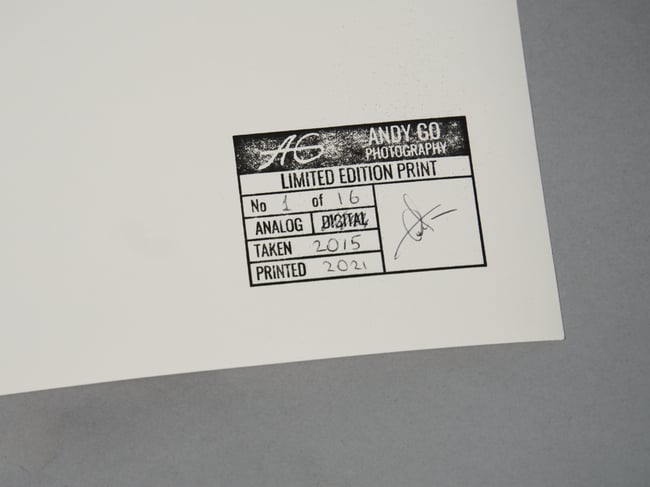 AG ANDY GO
PHOTOGRAPHY
LIMITED EDITION PRINT
No 1 of 16
ANALOG DIGITAL
TAKEN 2015
PRINTED 2021